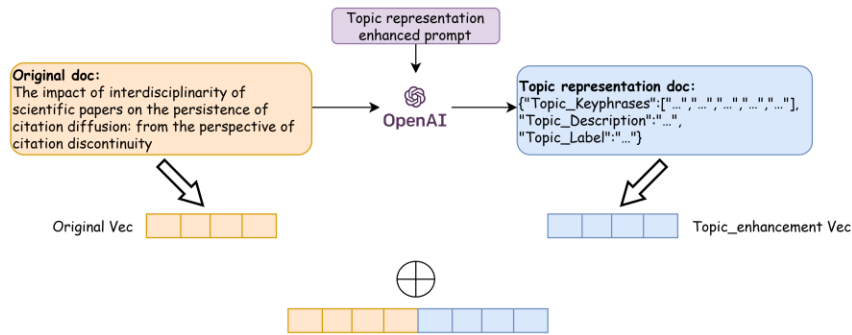 Topic representation
enhanced prompt
Original doc:
The impact of interdisciplinarity of
scientific papers on the persistence of
citation diffusion: from the perspective of
citation discontinuity
OpenAI
Topic representation doc:
{"Topic_Keyphrases":["…","…","…","…","…"],
"Topic_Description":"…",
"Topic_Label":"…"}
Original Vec
Topic_enhancement Vec